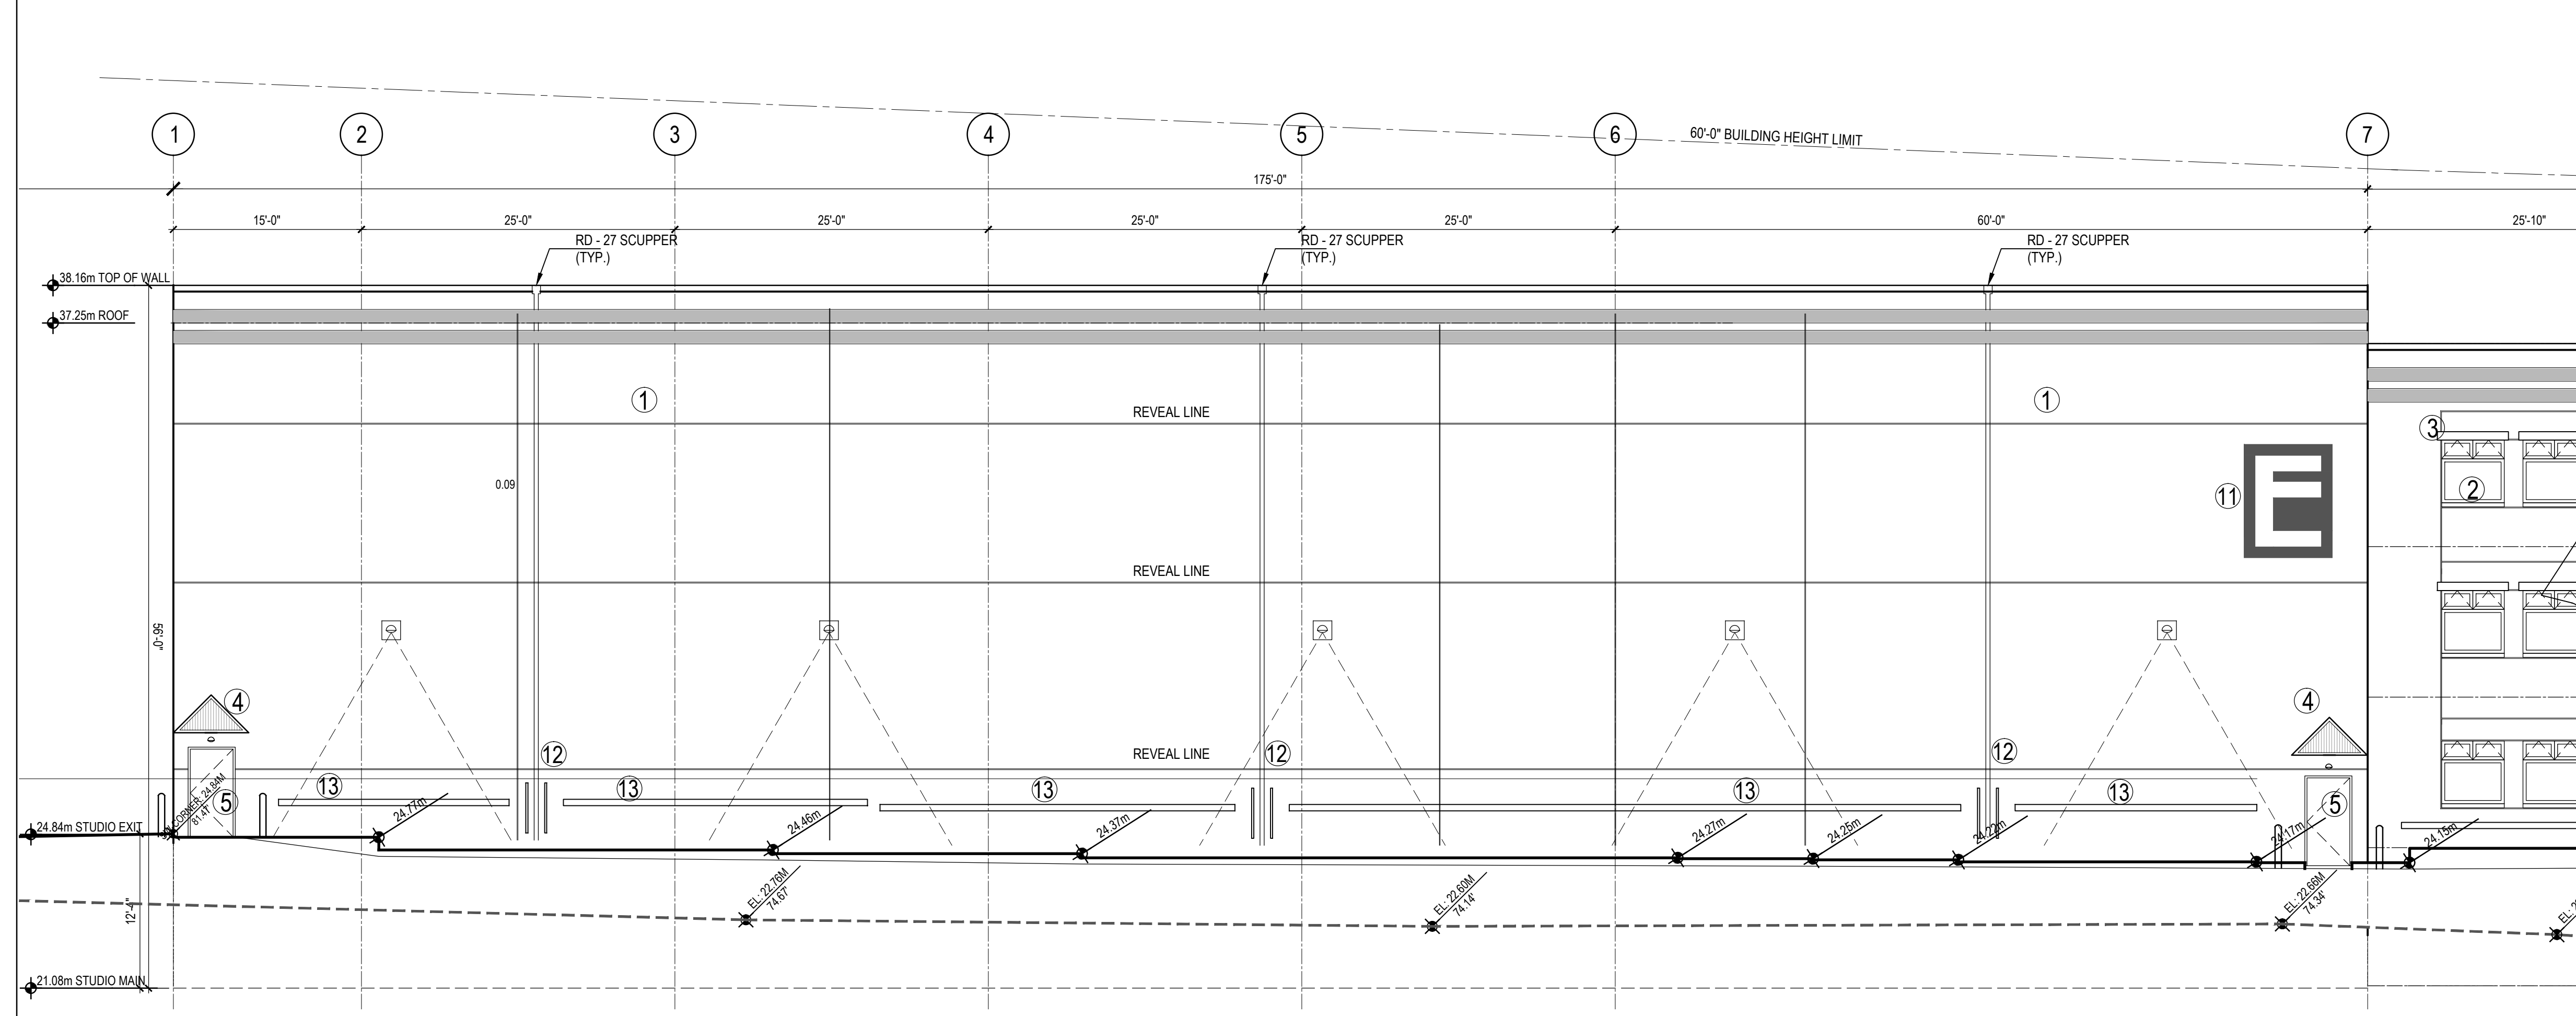 60'-0" BUILDING HEIGHT LIMIT
1
2
3
4
5
6
7
175'-0"
15'-0"
25'-0"
25'-0"
25'-0"
25'-0"
60'-0"
25'-10"
RD - 27 SCUPPER
(TYP.)
RD - 27 SCUPPER
(TYP.)
RD - 27 SCUPPER
(TYP.)
38.16m TOP OF WALL
37.25m ROOF
1
REVEAL LINE
1
3
0.09
11
E
2
REVEAL LINE
56'-0"
4
4
12
REVEAL LINE
12
12
13
13
13
13
13
5
5
CORNER: 24.84M
81.47'
24.77m
24.46m
24.37m
24.27m
24.25m
24.22m
24.17m
24.15m
24.84m STUDIO EXIT
EL: 22.76M
74.67'
EL: 22.60M
74.14'
EL: 22.66M
74.34'
12'-4"
21.08m STUDIO MAIN